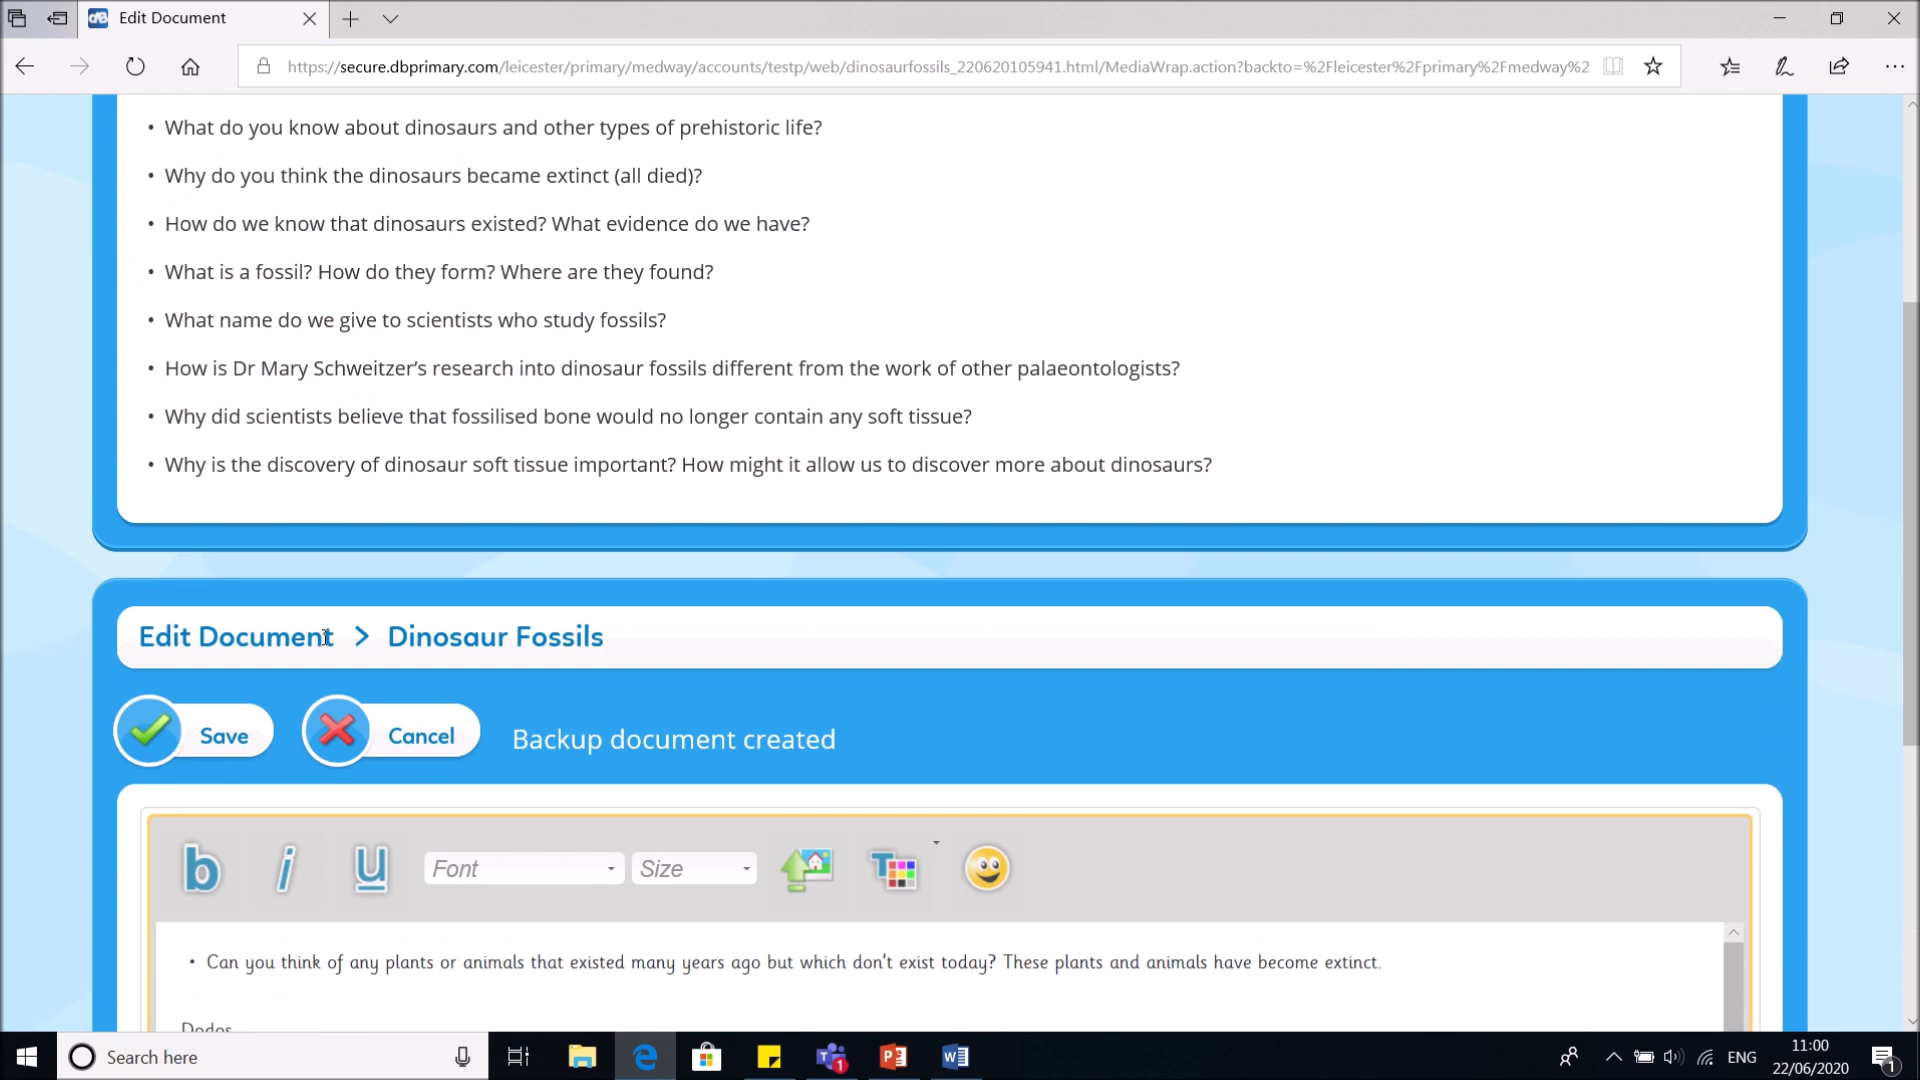 Edit Document
https://secure.dbprimary.com/leicester/primary/medway/accounts/testp/web/dinosaurfossils_220620105941.html/MediaWrap.action?backto=%2Fleicester%2Fprimary%2Fmedway%2
• What do you know about dinosaurs and other types of prehistoric life?
• Why do you think the dinosaurs became extinct (all died)?
• How do we know that dinosaurs existed? What evidence do we have?
• What is a fossil? How do they form? Where are they found?
• What name do we give to scientists who study fossils?
• How is Dr Mary Schweitzer’s research into dinosaur fossils different from the work of other palaeontologists?
• Why did scientists believe that fossilised bone would no longer contain any soft tissue?
• Why is the discovery of dinosaur soft tissue important? How might it allow us to discover more about dinosaurs?
Edit Document > Dinosaur Fossils
Save Cancel Backup document created
b i u Font Size
• Can you think of any plants or animals that existed many years ago but which don't exist today? These plants and animals have become extinct.
Dodos
Search here
ENG
11:00
22/06/2020